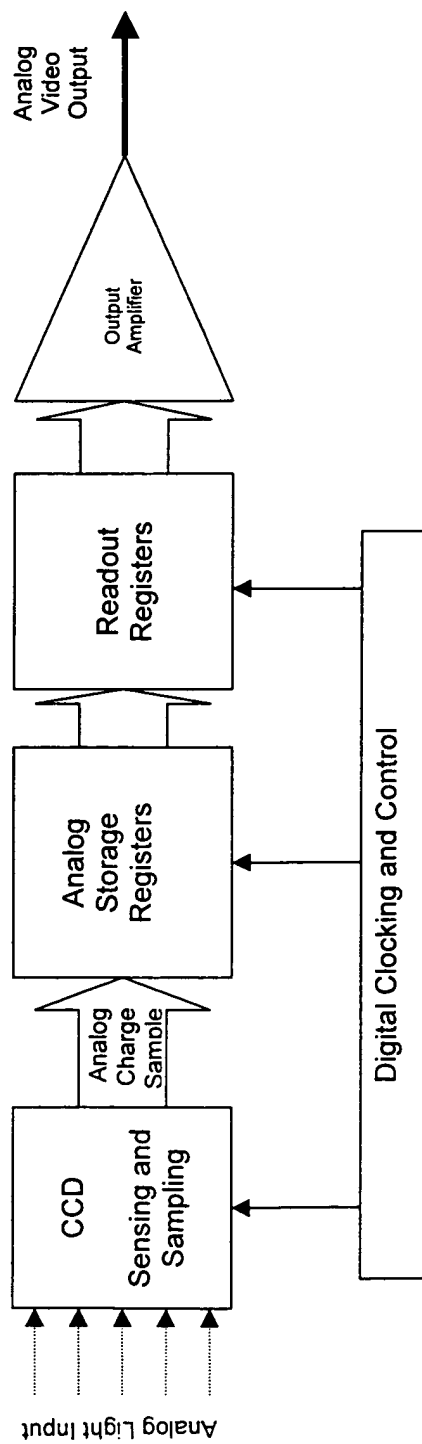 Analog Light Input
CCD
Sensing and
Sampling
Analog
Charge
Sample
Analog
Storage
Registers
Readout
Registers
Output
Amplifier
Analog
Video
Output
Digital Clocking and Control